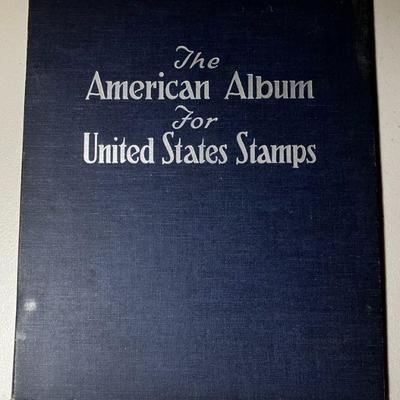 The
American Album
For
United States Stamps